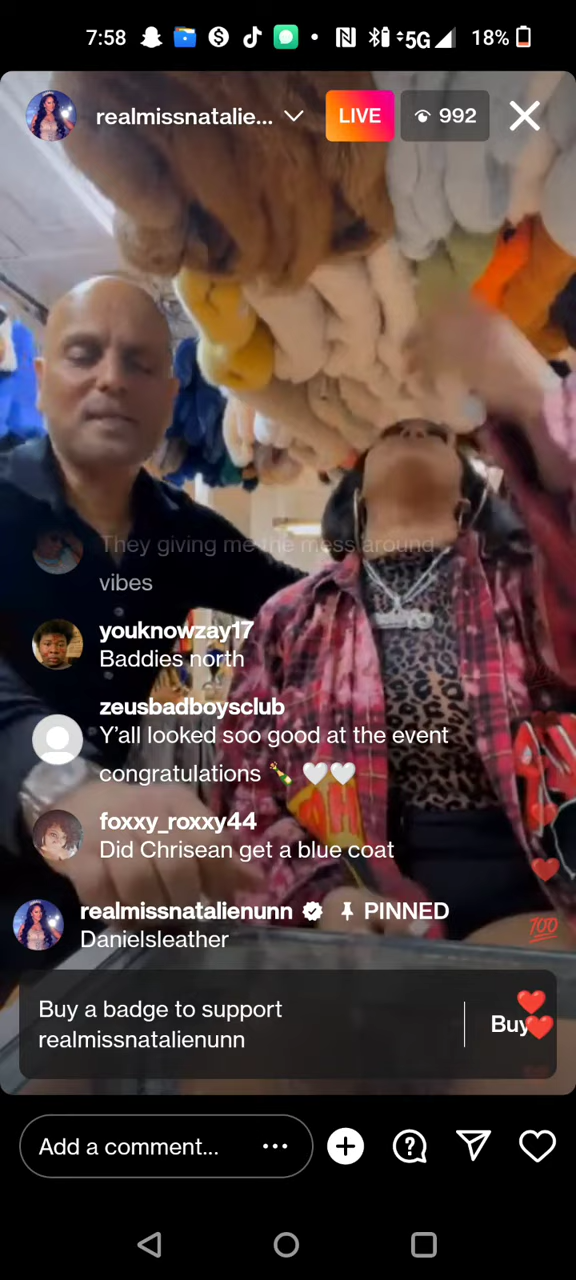 7:58 5G 18%
realmissnatalie... LIVE 992
They giving me the mess around
vibes
youknowzay17
Baddies north
zeusbadboysclub
Y'all looked soo good at the event
congratulations 🍾 🤍🤍
foxxy_roxxy44
Did Chrisean get a blue coat
realmissnatalienunn PINNED
Danielsleather
Buy a badge to support
realmissnatalienunn
Buy
Add a comment...